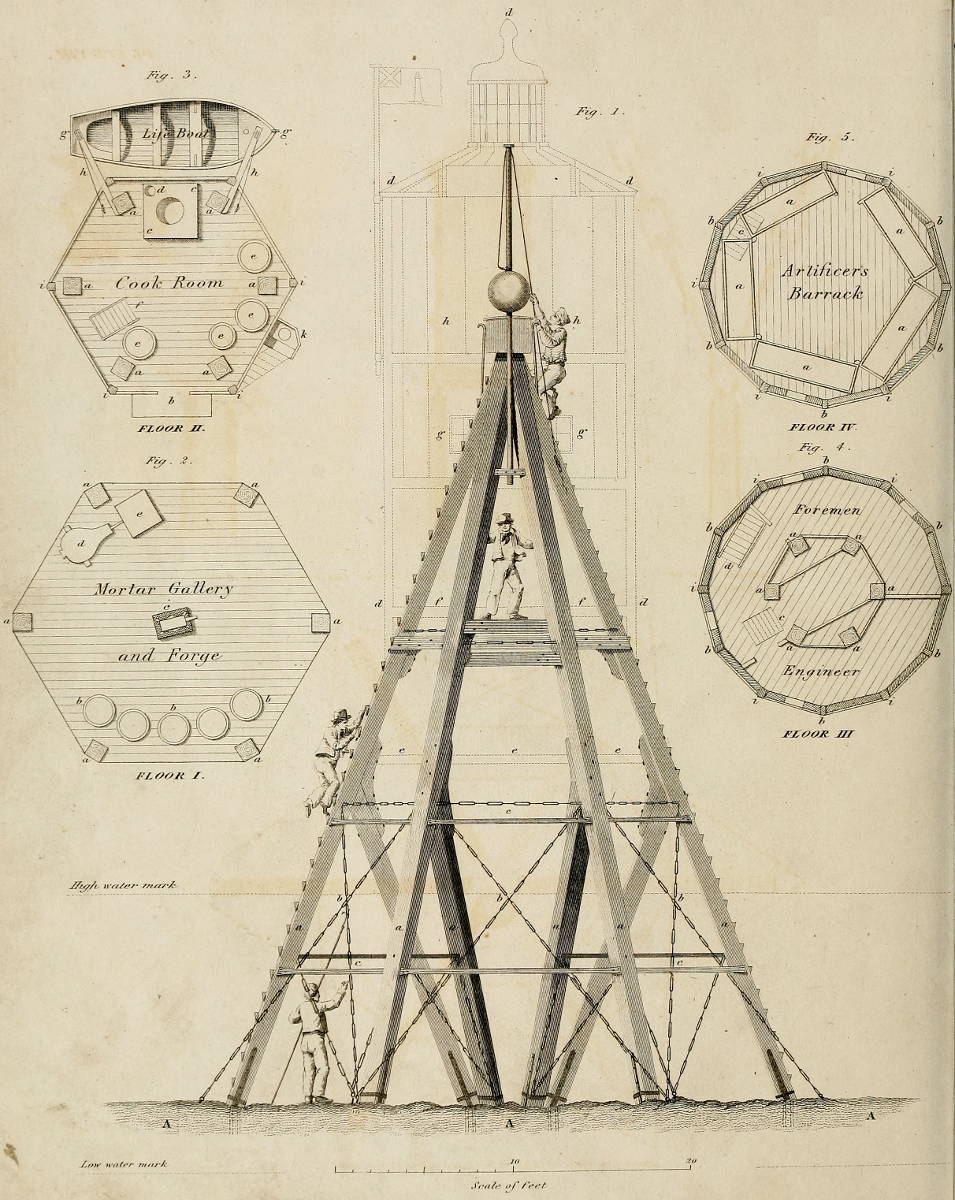 d
Fig. 3.
Fig. 1.
Life Boat
g
g
h
h
d
c
a
a
e
Cook Room
e
i
a
a
i
f
e
e
e
k
a
a
i
b
i
FLOOR II.
d
d
h
h
g
g
Fig. 5.
i
i
b
b
a
a
c
Artificers
Barrack
i
i
a
a
b
b
a
i
i
b
FLOOR IV.
Fig. 4.
b
i
i
b
b
Foremen
a
a
d
i
a
a
b
c
a
a
b
b
Engineer
i
i
b
FLOOR III
Fig. 2.
a
a
e
d
Mortar Gallery
c
a
a
and Forge
b
b
b
a
a
FLOOR I.
d
f
f
d
e
e
e
c
High water mark
b
b
b
a
a
a
a
a
a
c
c
A
A
A
Low water mark
10
20
Scale of feet